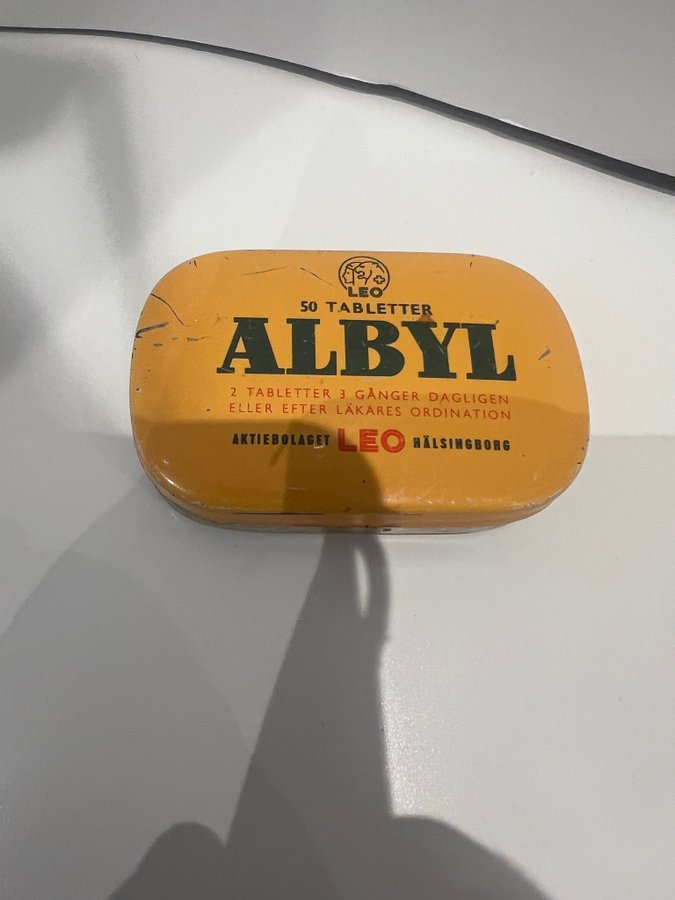 LEO
50 TABLETTER
ALBYL
2 TABLETTER 3 GÅNGER DAGLIGEN
ELLER EFTER LÄKARES ORDINATION
AKTIEBOLAGET LEO HÄLSINGBORG